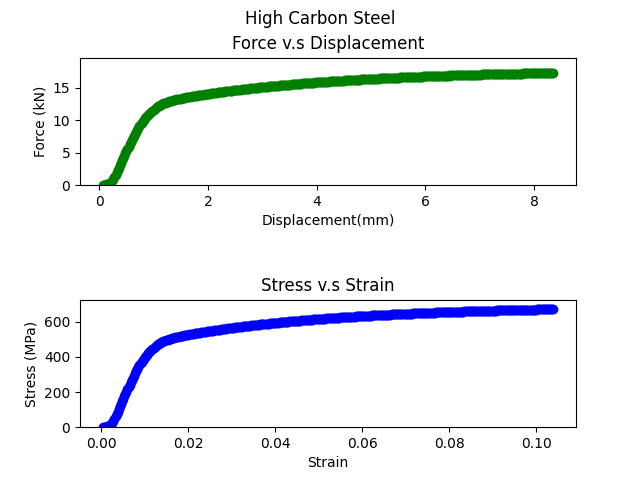 High Carbon Steel
Force v.s Displacement
15
10
5
0
Force (kN)
0 2 4 6 8
Displacement(mm)
Stress v.s Strain
600
400
200
0
Stress (MPa)
0.00 0.02 0.04 0.06 0.08 0.10
Strain